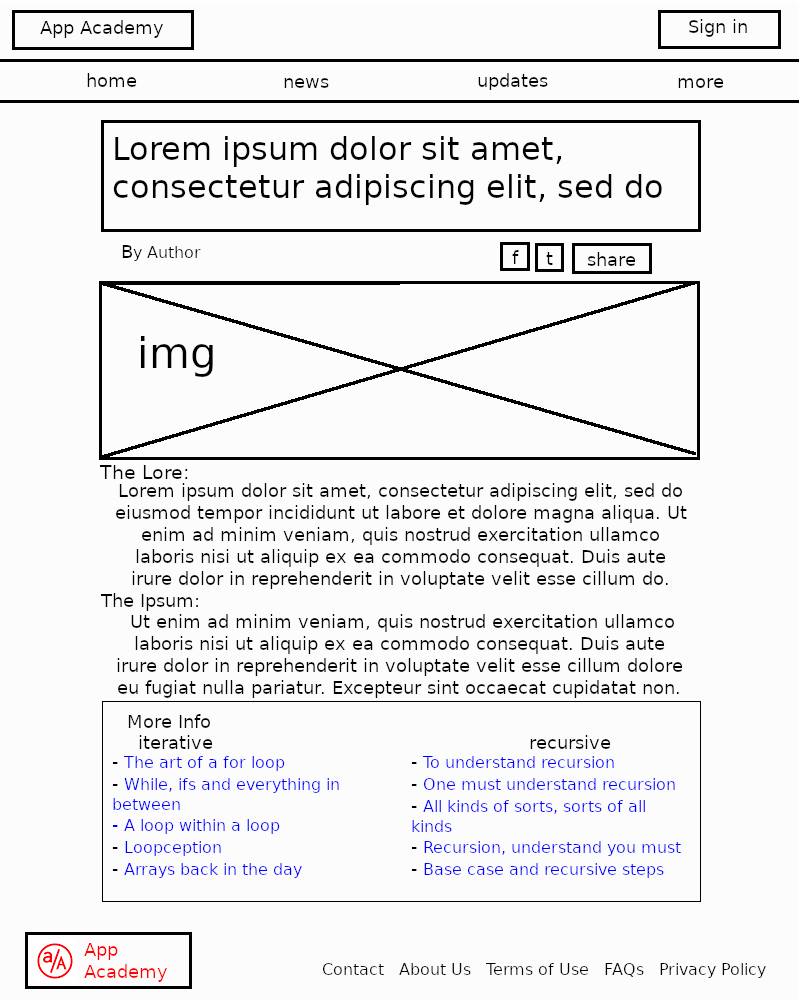 App Academy
Sign in
home news updates more
Lorem ipsum dolor sit amet,
consectetur adipiscing elit, sed do
By Author
f t share
img
The Lore:
Lorem ipsum dolor sit amet, consectetur adipiscing elit, sed do
eiusmod tempor incididunt ut labore et dolore magna aliqua. Ut
enim ad minim veniam, quis nostrud exercitation ullamco
laboris nisi ut aliquip ex ea commodo consequat. Duis aute
irure dolor in reprehenderit in voluptate velit esse cillum do.
The Ipsum:
Ut enim ad minim veniam, quis nostrud exercitation ullamco
laboris nisi ut aliquip ex ea commodo consequat. Duis aute
irure dolor in reprehenderit in voluptate velit esse cillum dolore
eu fugiat nulla pariatur. Excepteur sint occaecat cupidatat non.
More Info
iterative
- The art of a for loop
- While, ifs and everything in
between
- A loop within a loop
- Loopception
- Arrays back in the day
recursive
- To understand recursion
- One must understand recursion
- All kinds of sorts, sorts of all
kinds
- Recursion, understand you must
- Base case and recursive steps
a/A
App
Academy
Contact About Us Terms of Use FAQs Privacy Policy